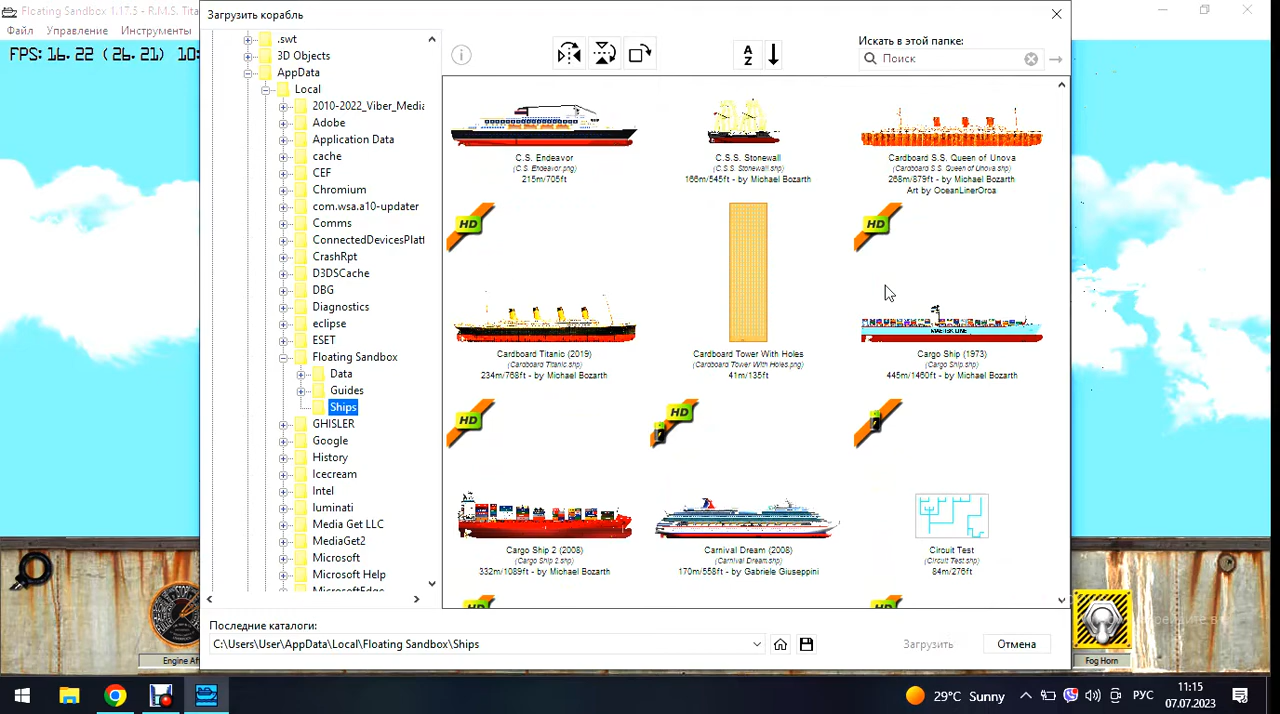 Floating Sandbox 1.17.5 - R.M.S. Tita
Файл Управление Инструменты
FPS:16.22 (26.21) 10:
Загрузить корабль
.swt
3D Objects
AppData
Local
2010-2022_Viber_Media
Adobe
Application Data
cache
CEF
Chromium
com.wsa.a10-updater
Comms
ConnectedDevicesPlatf
CrashRpt
D3DSCache
DBG
Diagnostics
eclipse
ESET
Floating Sandbox
Data
Guides
Ships
GHISLER
Google
History
Icecream
Intel
luminati
Media Get LLC
MediaGet2
Microsoft
Microsoft Help
MicrosoftEdge
A
Z
Искать в этой папке:
Поиск
C.S. Endeavor
(C.S. Endeavor.png)
215m/705ft
C.S.S. Stonewall
(C.S.S. Stonewall.shp)
166m/545ft - by Michael Bozarth
Cardboard S.S. Queen of Unova
(Cardboard S.S. Queen of Unova.shp)
268m/879ft - by Michael Bozarth
Art by OceanLinerOrca
HD
Cardboard Titanic (2019)
(Cardboard Titanic.shp)
234m/768ft - by Michael Bozarth
Cardboard Tower With Holes
(Cardboard Tower With Holes.png)
41m/135ft
HD
MAERSK LINE
Cargo Ship (1973)
(Cargo Ship.shp)
445m/1460ft - by Michael Bozarth
HD
Cargo Ship 2 (2008)
(Cargo Ship 2.shp)
332m/1089ft - by Michael Bozarth
HD
Carnival Dream (2008)
(Carnival Dream.shp)
170m/558ft - by Gabriele Giuseppini
Circuit Test
(Circuit Test.shp)
84m/276ft
HD
HD
Последние каталоги:
C:\Users\User\AppData\Local\Floating Sandbox\Ships
Загрузить
Отмена
Engine Af
Fog Horn
29°C Sunny
РУС
11:15
07.07.2023